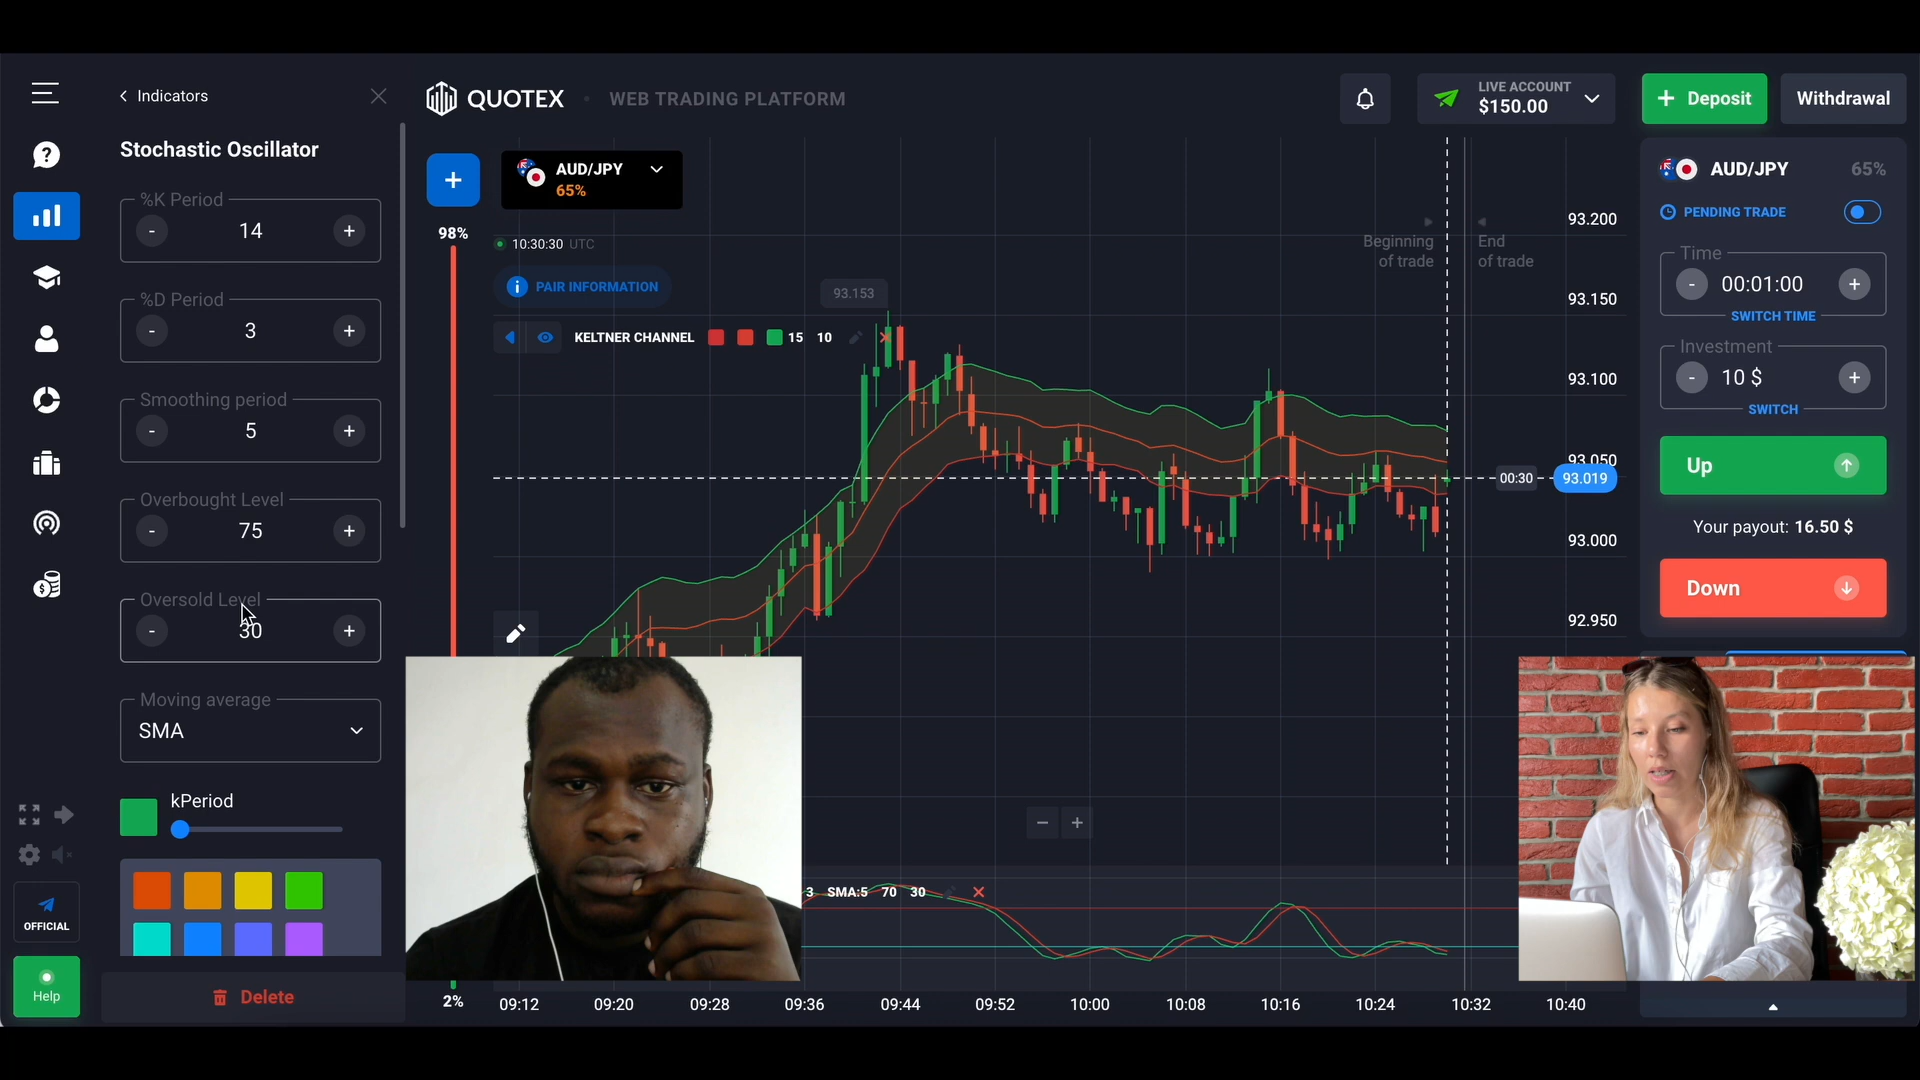 Indicators
Stochastic Oscillator
%K Period
- 14 +
%D Period
- 3 +
Smoothing period
- 5 +
Overbought Level
- 75 +
Oversold Level
- 30 +
Moving average
SMA
kPeriod
Delete
OFFICIAL
Help
QUOTEX
WEB TRADING PLATFORM
LIVE ACCOUNT
$150.00
+ Deposit
Withdrawal
+
AUD/JPY
65%
98%
10:30:30 UTC
PAIR INFORMATION
93.153
KELTNER CHANNEL 15 10
Beginning
of trade
End
of trade
93.200
93.150
93.100
93.050
00:30
93.019
93.000
92.950
3 SMA:5 70 30
2%
09:12 09:20 09:28 09:36 09:44 09:52 10:00 10:08 10:16 10:24 10:32 10:40
AUD/JPY 65%
PENDING TRADE
Time
- 00:01:00 +
SWITCH TIME
Investment
- 10 $ +
SWITCH
Up
Your payout: 16.50 $
Down